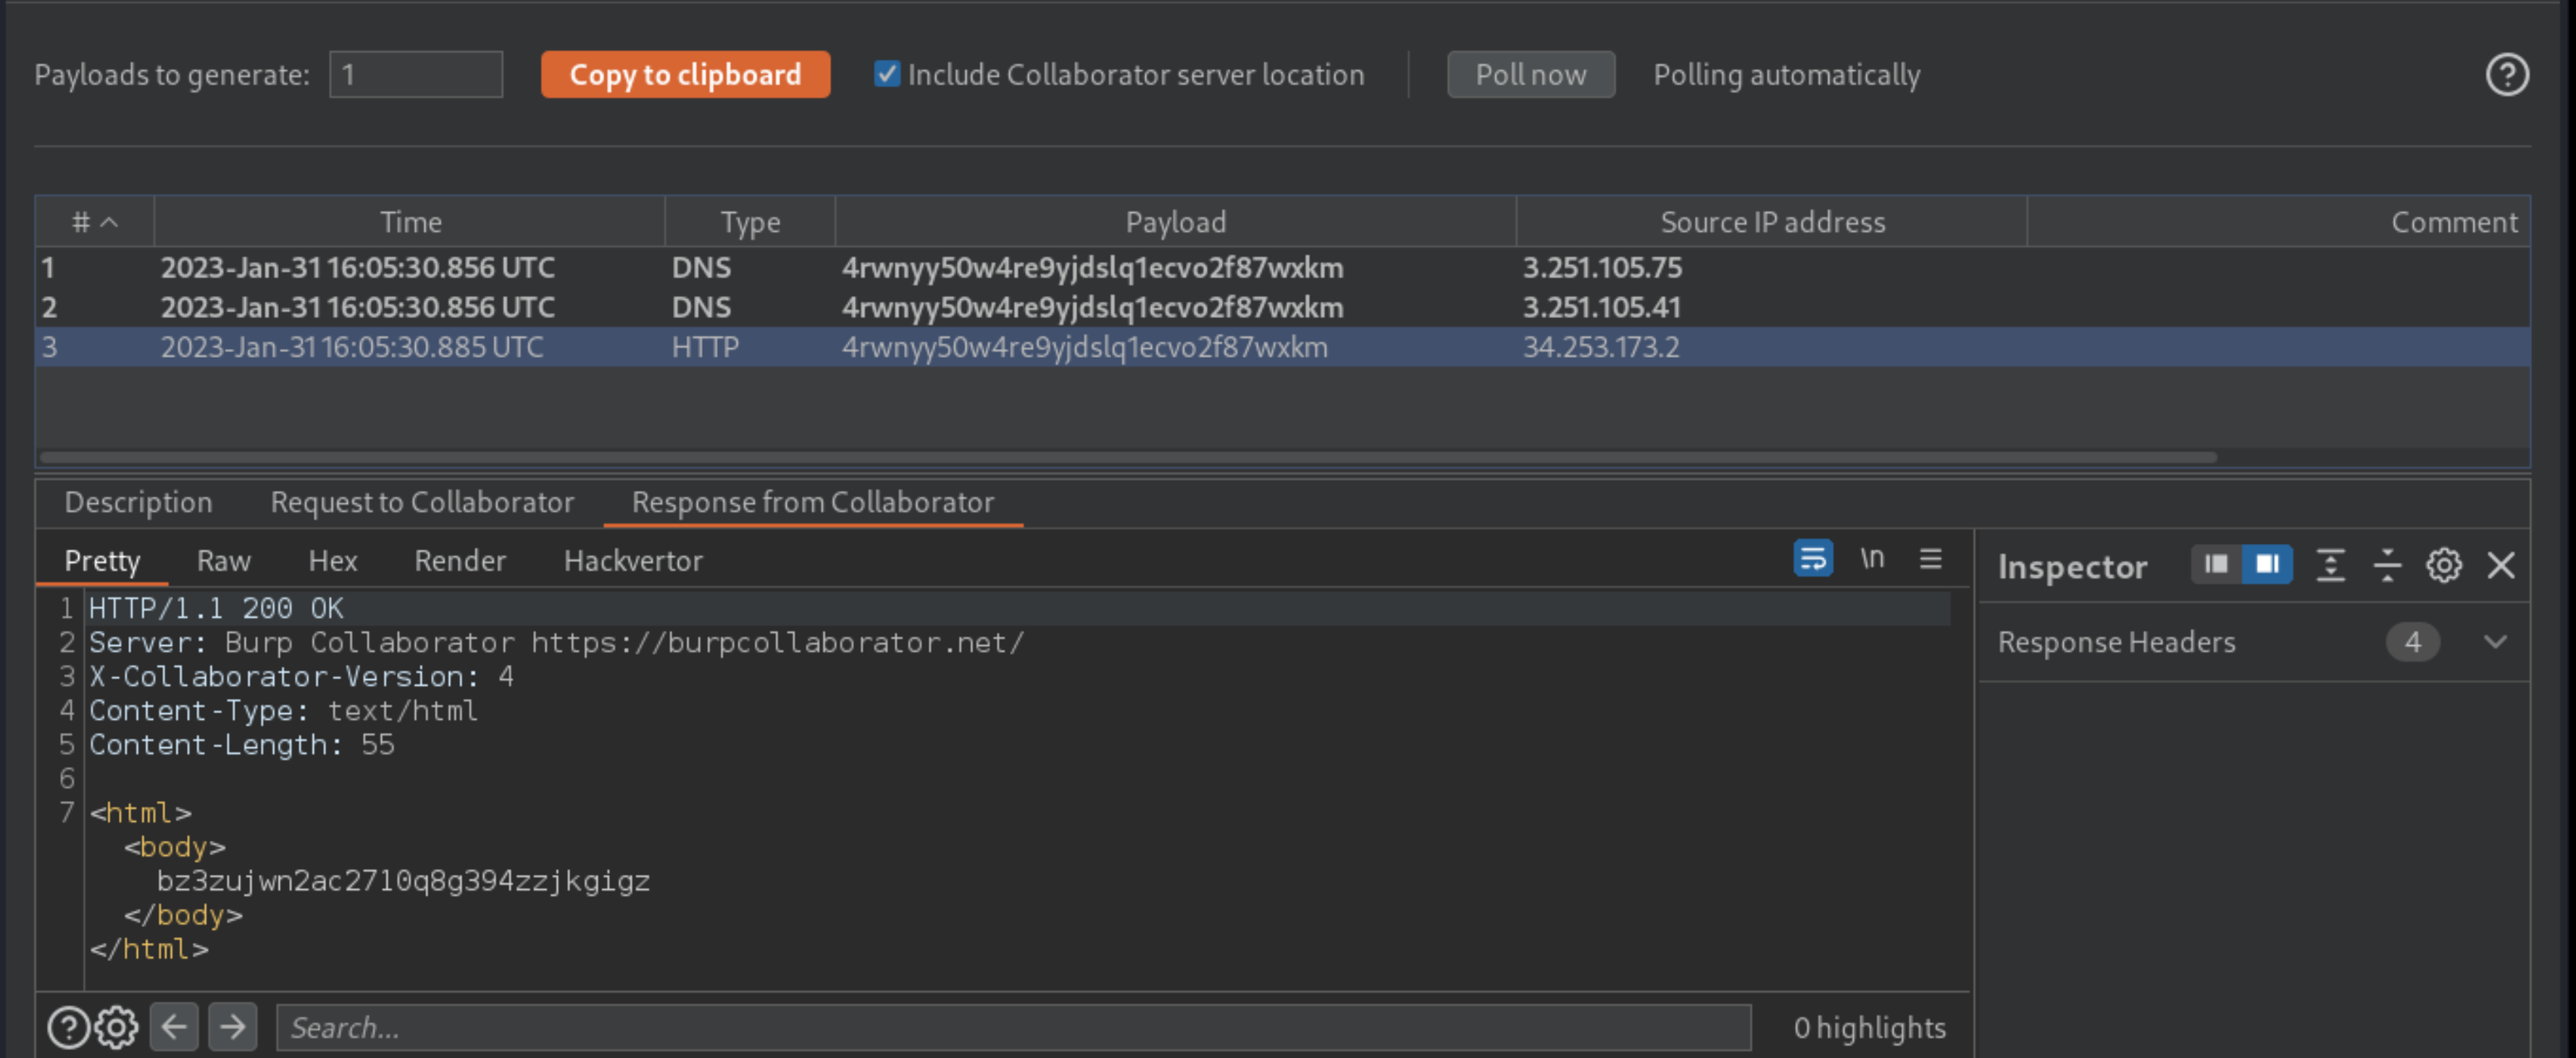 Payloads to generate: 1 Copy to clipboard Include Collaborator server location Poll now Polling automatically ?
# Time Type Payload Source IP address Comment
1 2023-Jan-31 16:05:30.856 UTC DNS 4rwnyy50w4re9yjdslq1ecvo2f87wxkm 3.251.105.75
2 2023-Jan-31 16:05:30.856 UTC DNS 4rwnyy50w4re9yjdslq1ecvo2f87wxkm 3.251.105.41
3 2023-Jan-31 16:05:30.885 UTC HTTP 4rwnyy50w4re9yjdslq1ecvo2f87wxkm 34.253.173.2
Description Request to Collaborator Response from Collaborator
Pretty Raw Hex Render Hackvertor \n
Inspector
Response Headers 4
1 HTTP/1.1 200 OK
2 Server: Burp Collaborator https://burpcollaborator.net/
3 X-Collaborator-Version: 4
4 Content-Type: text/html
5 Content-Length: 55
6
7 <html>
<body>
bz3zujwn2ac2710q8g394zzjkgigz
</body>
</html>
? Search... 0 highlights